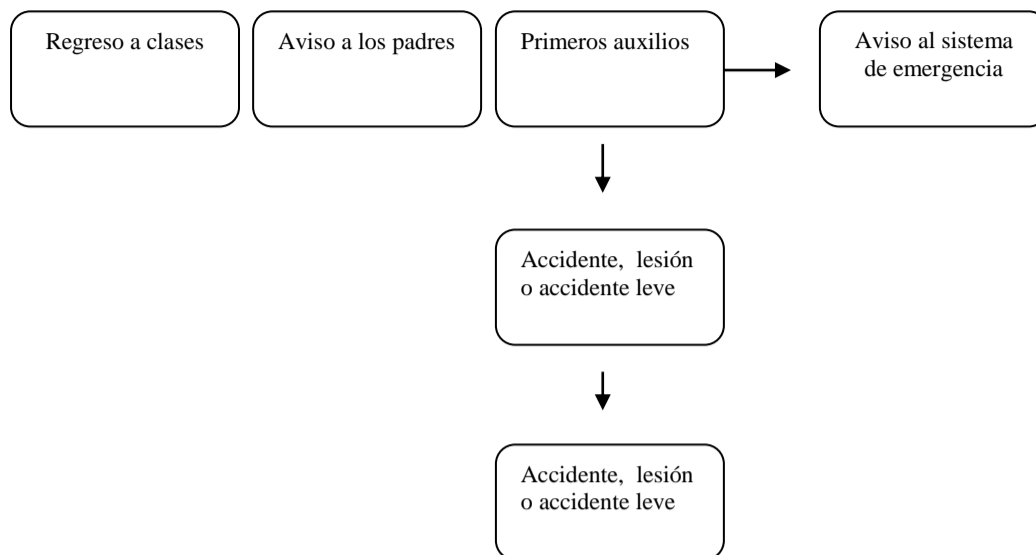 Regreso a clases
Aviso a los padres
Primeros auxilios
Aviso al sistema
de emergencia
Accidente, lesión
o accidente leve
Accidente, lesión
o accidente leve